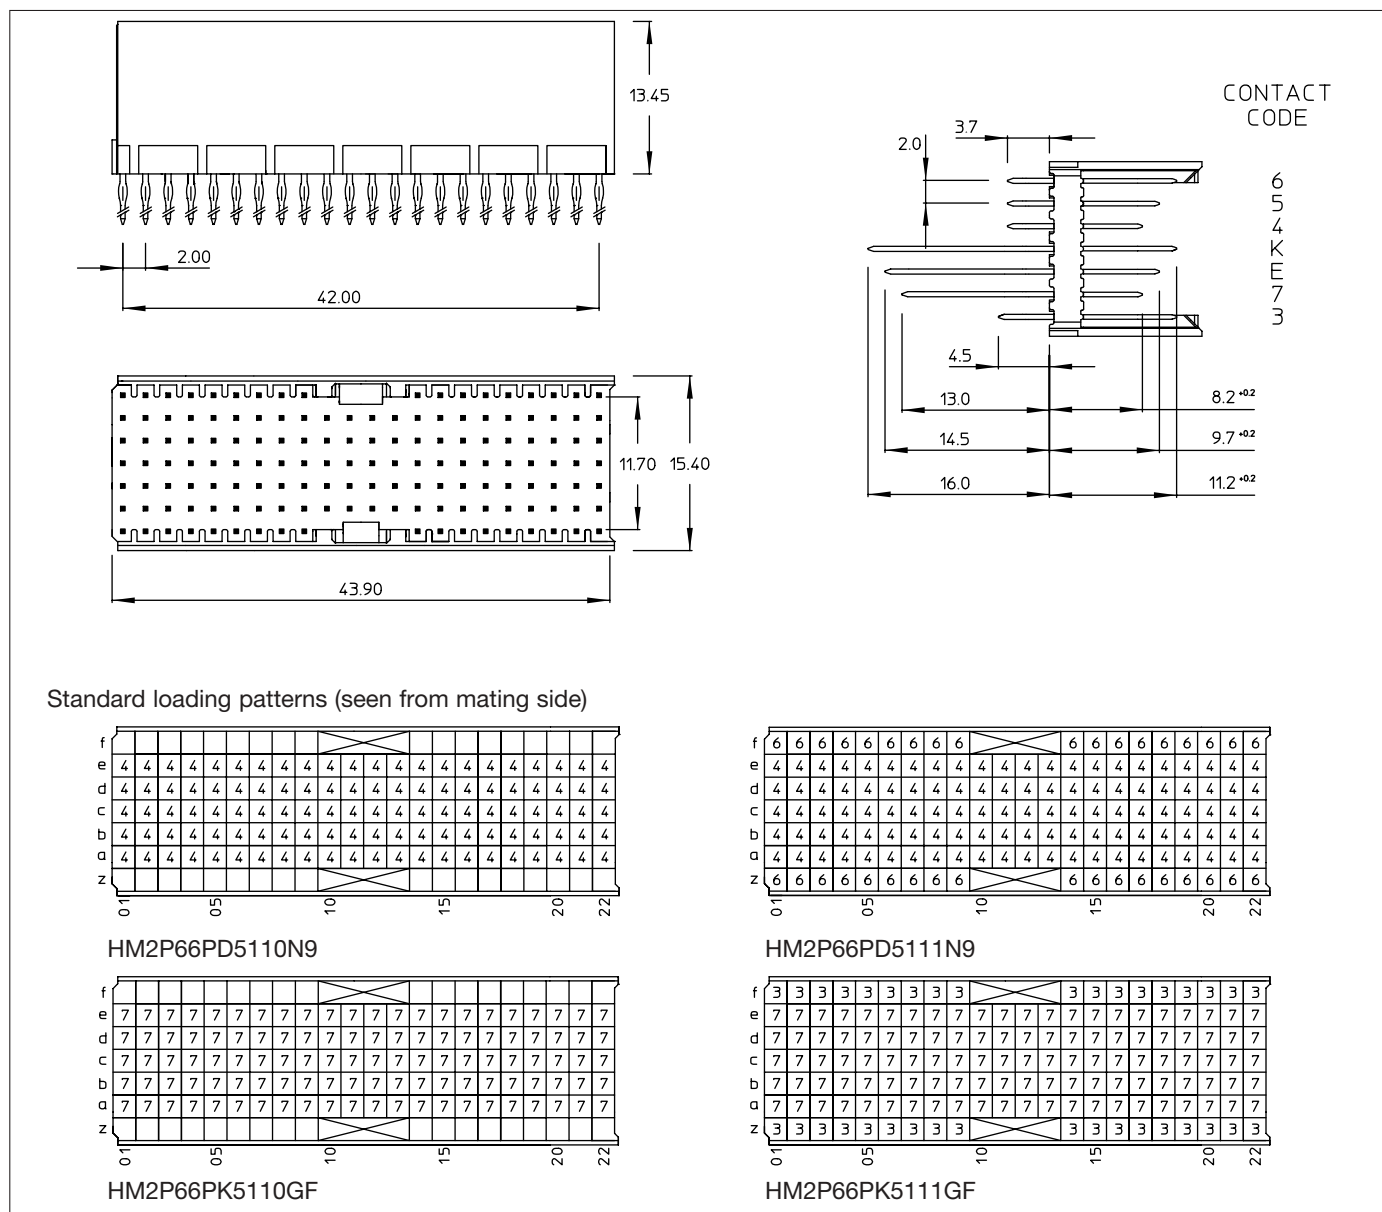 13.45
2.00
42.00
11.70
15.40
43.90
CONTACT
CODE
3.7
2.0
6
5
4
K
E
7
3
4.5
13.0
8.2 +0.2
14.5
9.7 +0.2
16.0
11.2 +0.2
Standard loading patterns (seen from mating side)
f
e 4 4 4 4 4 4 4 4 4 4 4 4 4 4 4 4 4 4 4 4 4 4
d 4 4 4 4 4 4 4 4 4 4 4 4 4 4 4 4 4 4 4 4 4 4
c 4 4 4 4 4 4 4 4 4 4 4 4 4 4 4 4 4 4 4 4 4 4
b 4 4 4 4 4 4 4 4 4 4 4 4 4 4 4 4 4 4 4 4 4 4
a 4 4 4 4 4 4 4 4 4 4 4 4 4 4 4 4 4 4 4 4 4 4
z
01 05 10 15 20 22
HM2P66PD5110N9
f 6 6 6 6 6 6 6 6 6 6 6 6 6 6 6 6 6 6
e 4 4 4 4 4 4 4 4 4 4 4 4 4 4 4 4 4 4 4 4 4 4
d 4 4 4 4 4 4 4 4 4 4 4 4 4 4 4 4 4 4 4 4 4 4
c 4 4 4 4 4 4 4 4 4 4 4 4 4 4 4 4 4 4 4 4 4 4
b 4 4 4 4 4 4 4 4 4 4 4 4 4 4 4 4 4 4 4 4 4 4
a 4 4 4 4 4 4 4 4 4 4 4 4 4 4 4 4 4 4 4 4 4 4
z 6 6 6 6 6 6 6 6 6 6 6 6 6 6 6 6 6 6
01 05 10 15 20 22
HM2P66PD5111N9
f
e 7 7 7 7 7 7 7 7 7 7 7 7 7 7 7 7 7 7 7 7 7 7
d 7 7 7 7 7 7 7 7 7 7 7 7 7 7 7 7 7 7 7 7 7 7
c 7 7 7 7 7 7 7 7 7 7 7 7 7 7 7 7 7 7 7 7 7 7
b 7 7 7 7 7 7 7 7 7 7 7 7 7 7 7 7 7 7 7 7 7 7
a 7 7 7 7 7 7 7 7 7 7 7 7 7 7 7 7 7 7 7 7 7 7
z
01 05 10 15 20 22
HM2P66PK5110GF
f 3 3 3 3 3 3 3 3 3 3 3 3 3 3 3 3 3 3
e 7 7 7 7 7 7 7 7 7 7 7 7 7 7 7 7 7 7 7 7 7 7
d 7 7 7 7 7 7 7 7 7 7 7 7 7 7 7 7 7 7 7 7 7 7
c 7 7 7 7 7 7 7 7 7 7 7 7 7 7 7 7 7 7 7 7 7 7
b 7 7 7 7 7 7 7 7 7 7 7 7 7 7 7 7 7 7 7 7 7 7
a 7 7 7 7 7 7 7 7 7 7 7 7 7 7 7 7 7 7 7 7 7 7
z 3 3 3 3 3 3 3 3 3 3 3 3 3 3 3 3 3 3
01 05 10 15 20 22
HM2P66PK5111GF